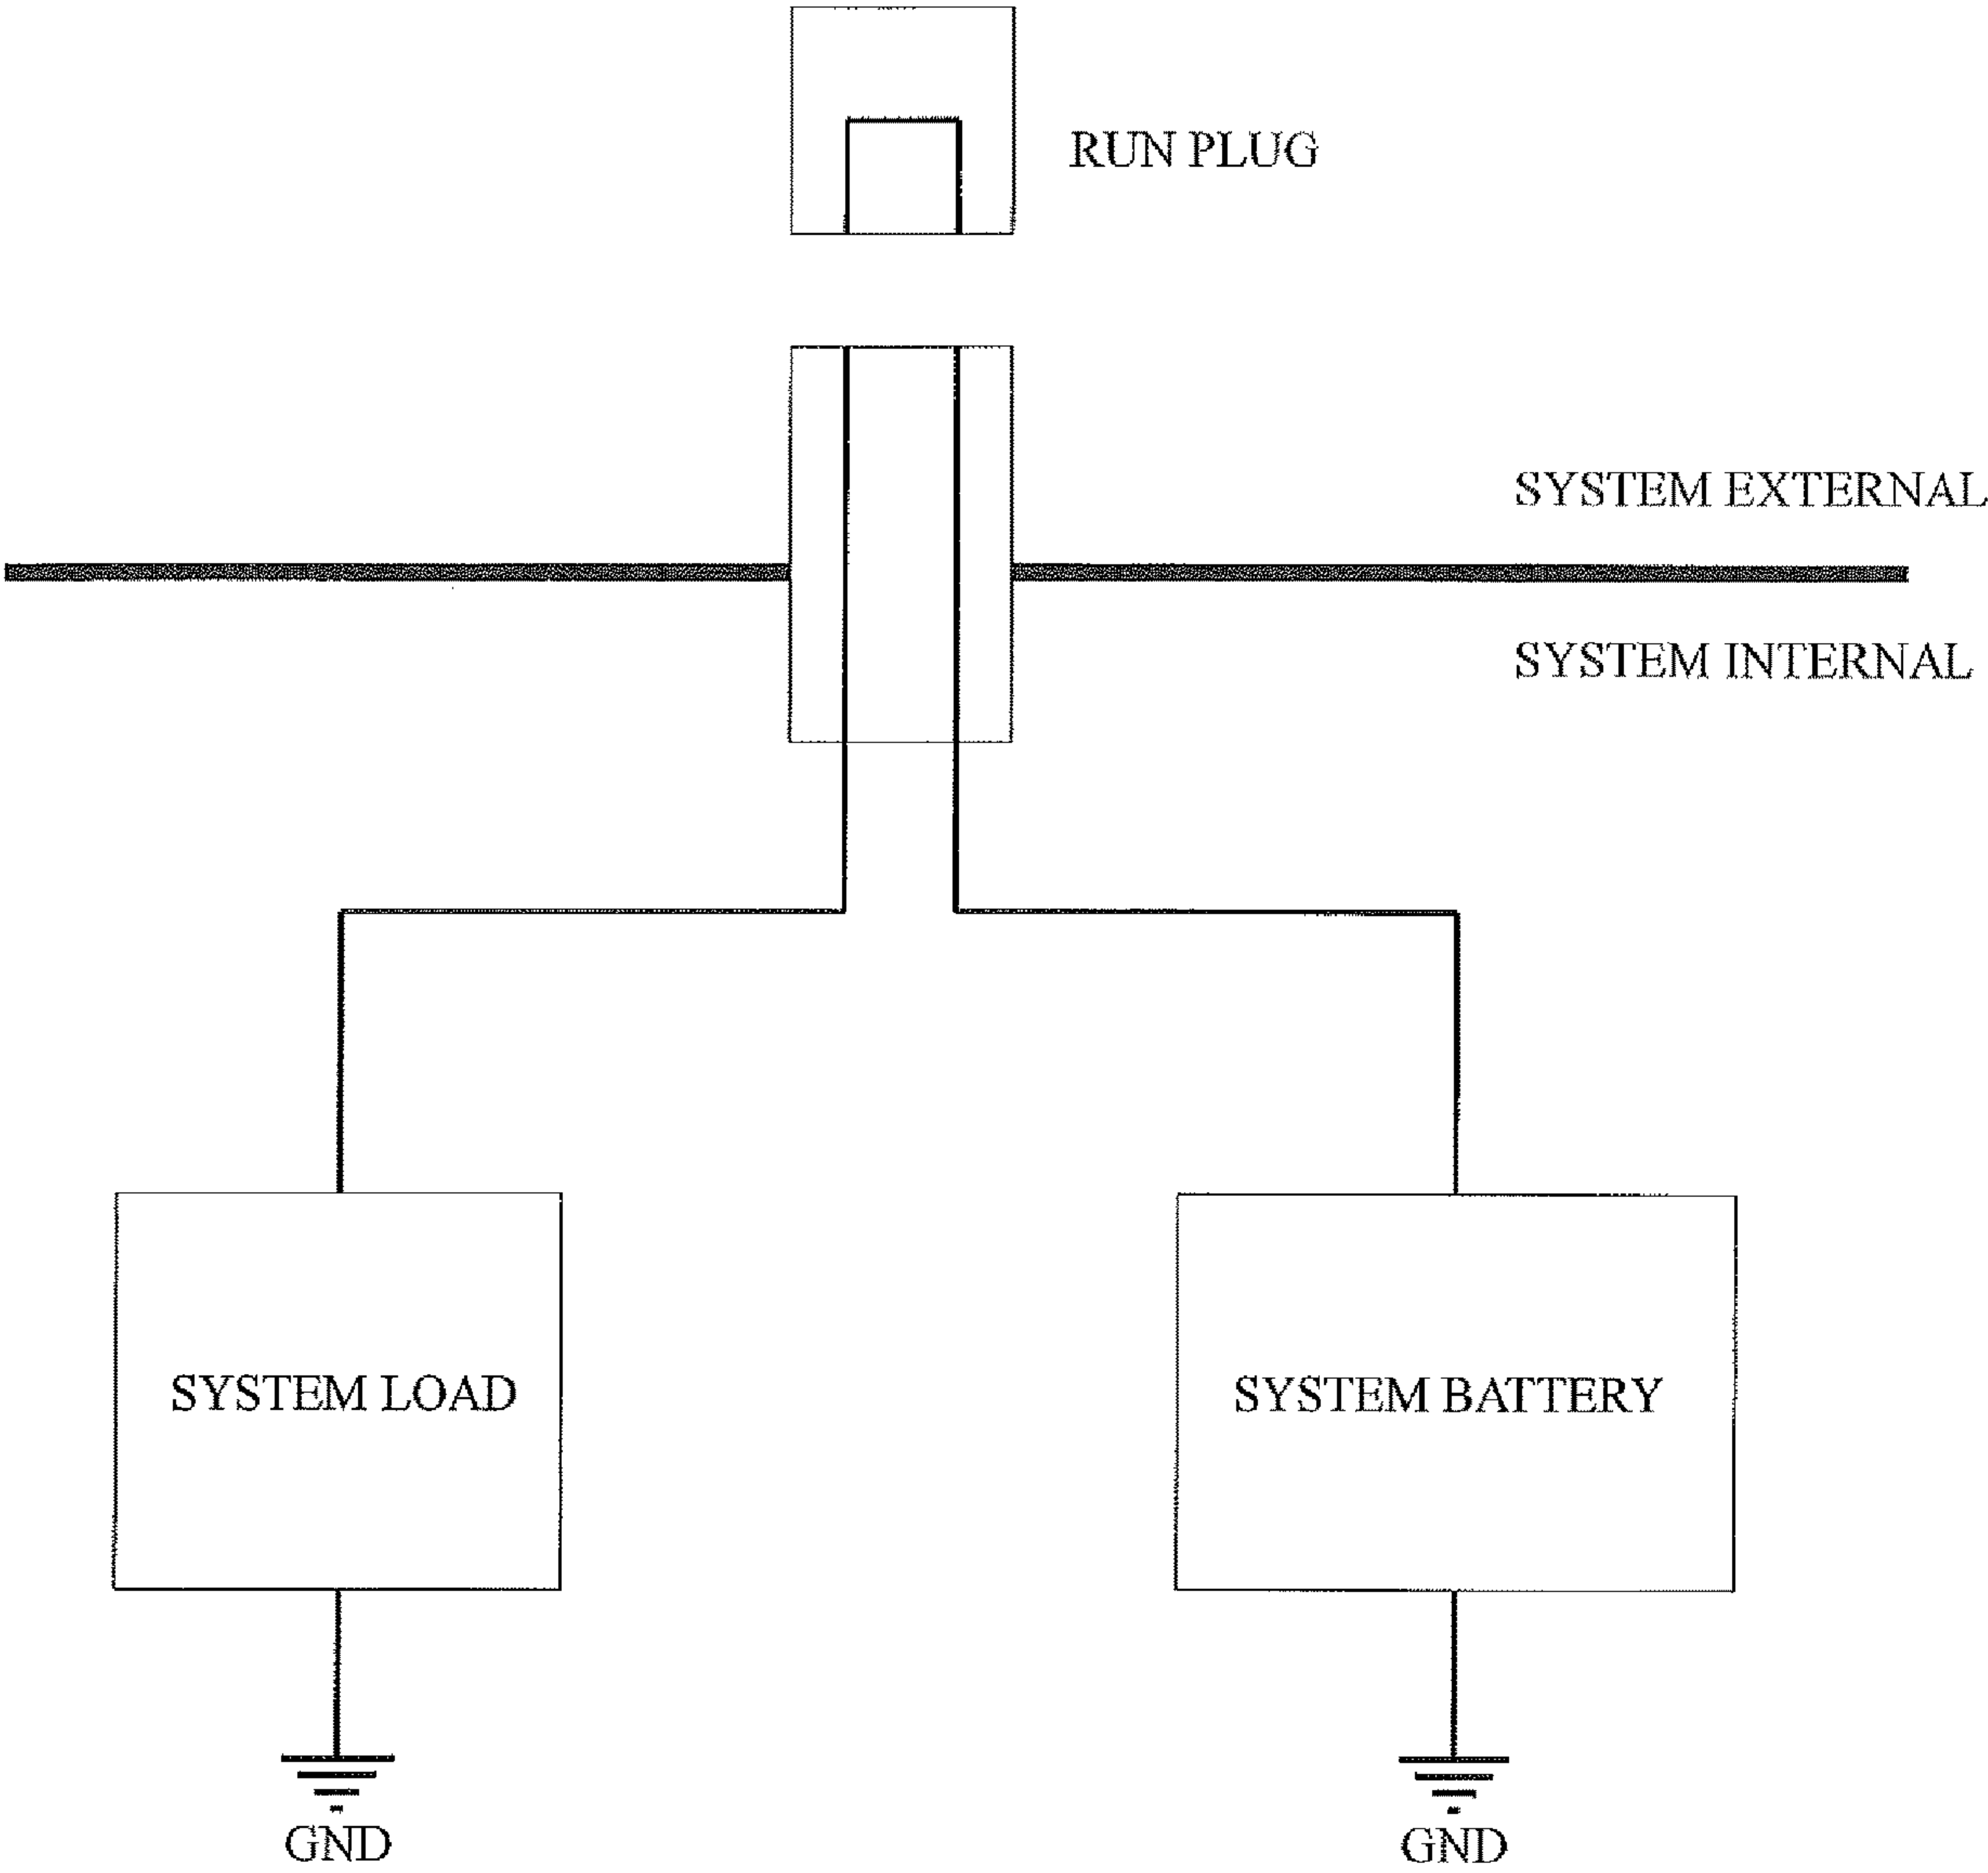 RUN PLUG
SYSTEM EXTERNAL
SYSTEM INTERNAL
SYSTEM LOAD
SYSTEM BATTERY
GND
GND